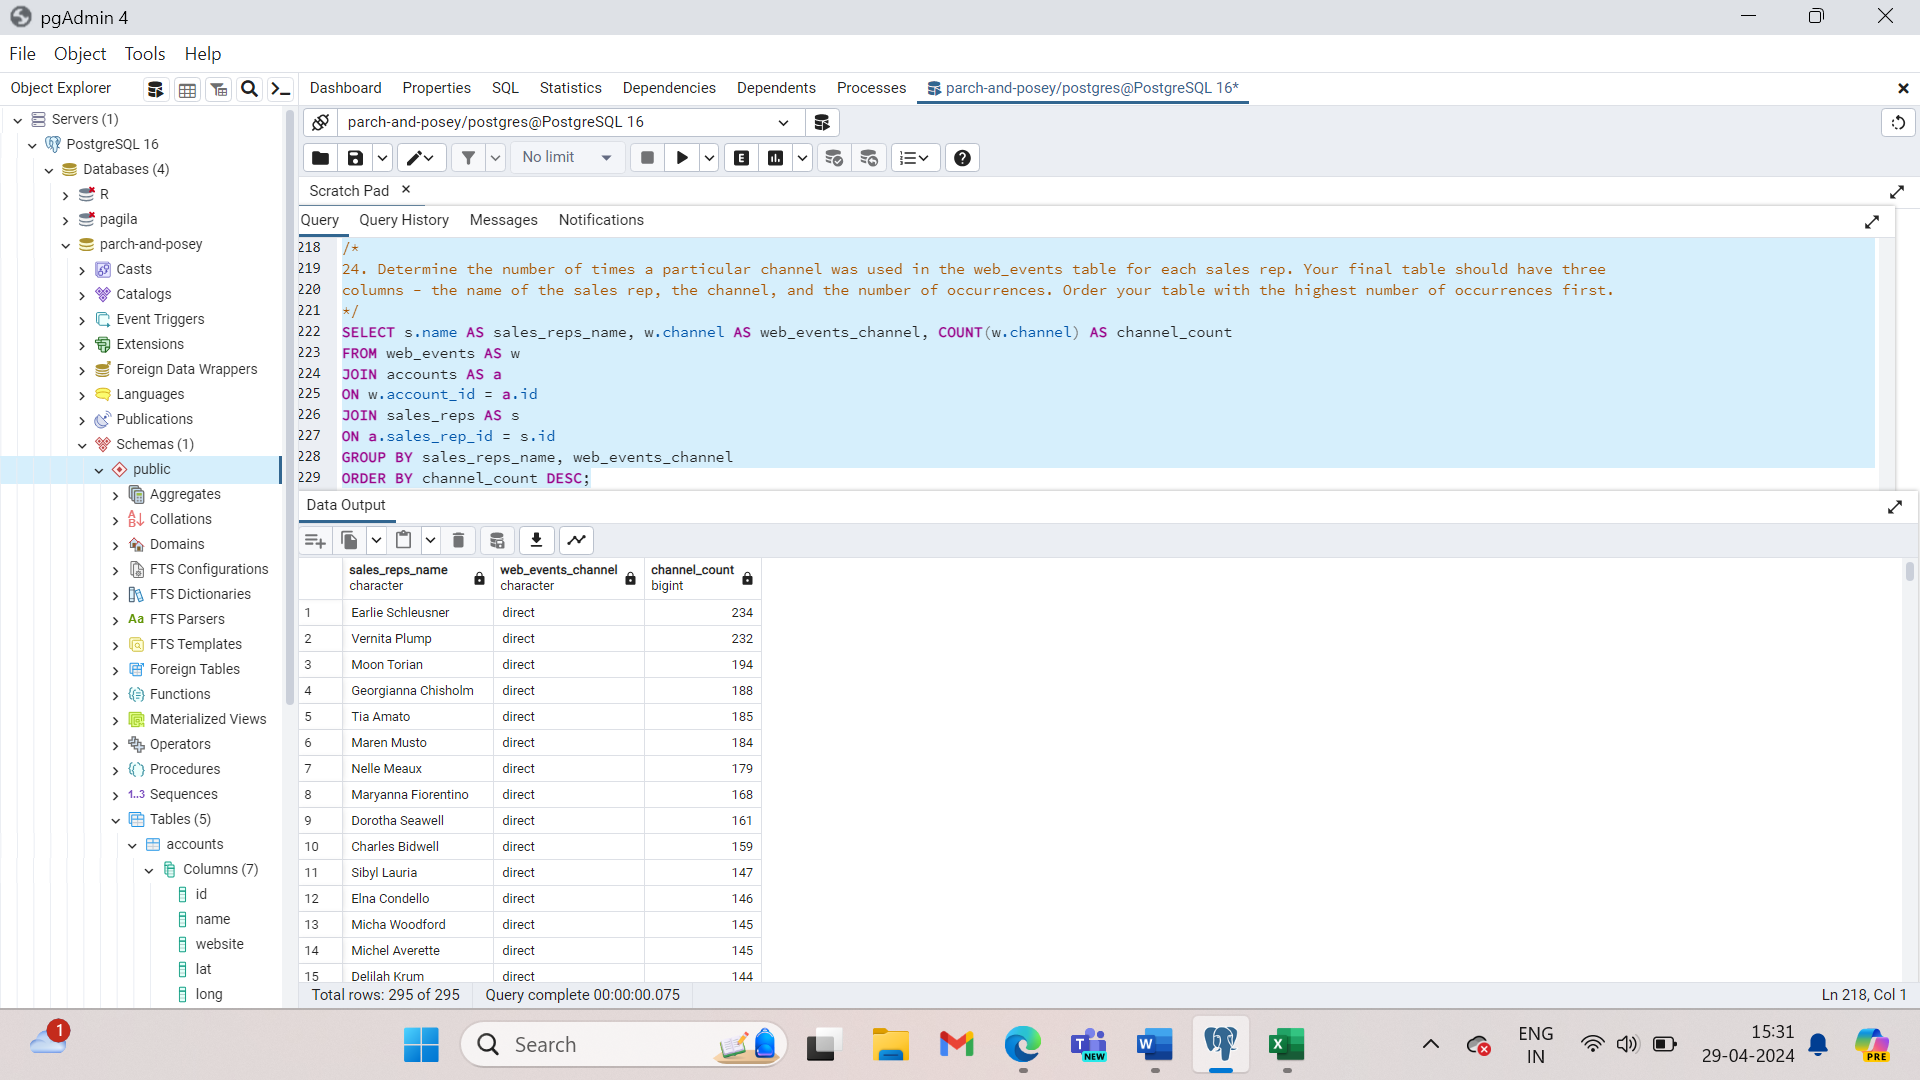 pgAdmin 4
File Object Tools Help
Object Explorer
Dashboard Properties SQL Statistics Dependencies Dependents Processes parch-and-posey/postgres@PostgreSQL 16*
Servers (1)
PostgreSQL 16
Databases (4)
R
pagila
parch-and-posey
Casts
Catalogs
Event Triggers
Extensions
Foreign Data Wrappers
Languages
Publications
Schemas (1)
public
Aggregates
Collations
Domains
FTS Configurations
FTS Dictionaries
Aa FTS Parsers
FTS Templates
Foreign Tables
Functions
Materialized Views
Operators
Procedures
1..3 Sequences
Tables (5)
accounts
Columns (7)
id
name
website
lat
long
parch-and-posey/postgres@PostgreSQL 16
No limit
E
Scratch Pad
Query Query History Messages Notifications
218 /*
219 24. Determine the number of times a particular channel was used in the web_events table for each sales rep. Your final table should have three
220 columns - the name of the sales rep, the channel, and the number of occurrences. Order your table with the highest number of occurrences first.
221 */
222 SELECT s.name AS sales_reps_name, w.channel AS web_events_channel, COUNT(w.channel) AS channel_count
223 FROM web_events AS w
224 JOIN accounts AS a
225 ON w.account_id = a.id
226 JOIN sales_reps AS s
227 ON a.sales_rep_id = s.id
228 GROUP BY sales_reps_name, web_events_channel
229 ORDER BY channel_count DESC;
Data Output
sales_reps_name web_events_channel channel_count
character character bigint
1 Earlie Schleusner direct 234
2 Vernita Plump direct 232
3 Moon Torian direct 194
4 Georgianna Chisholm direct 188
5 Tia Amato direct 185
6 Maren Musto direct 184
7 Nelle Meaux direct 179
8 Maryanna Fiorentino direct 168
9 Dorotha Seawell direct 161
10 Charles Bidwell direct 159
11 Sibyl Lauria direct 147
12 Elna Condello direct 146
13 Micha Woodford direct 145
14 Michel Averette direct 145
15 Delilah Krum direct 144
Total rows: 295 of 295 Query complete 00:00:00.075 Ln 218, Col 1
1
Search
NEW
ENG
IN
15:31
29-04-2024
PRE